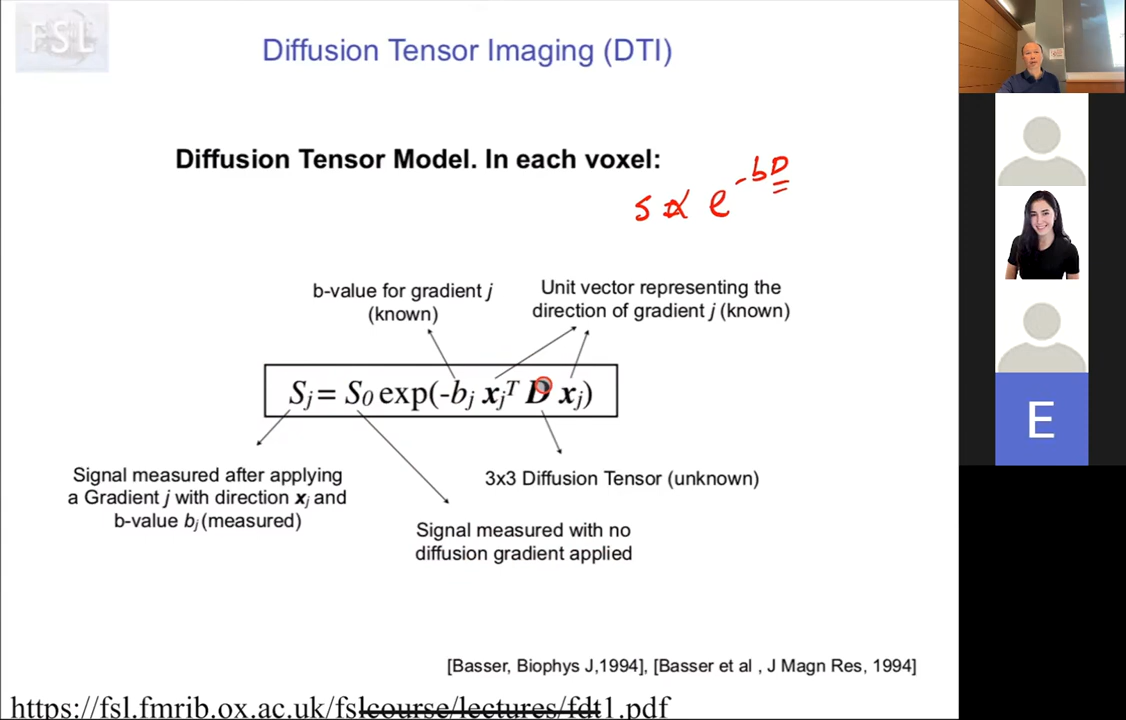 FSL
Diffusion Tensor Imaging (DTI)
Diffusion Tensor Model. In each voxel:
S ∝ e^{-bD}
b-value for gradient j
(known)
Unit vector representing the
direction of gradient j (known)
S_j = S_0 exp(-b_j x_j^T D x_j)
Signal measured after applying
a Gradient j with direction x_j and
b-value b_j (measured)
3x3 Diffusion Tensor (unknown)
Signal measured with no
diffusion gradient applied
E
[Basser, Biophys J,1994], [Basser et al , J Magn Res, 1994]
https://fsl.fmrib.ox.ac.uk/fslcourse/lectures/fdt1.pdf